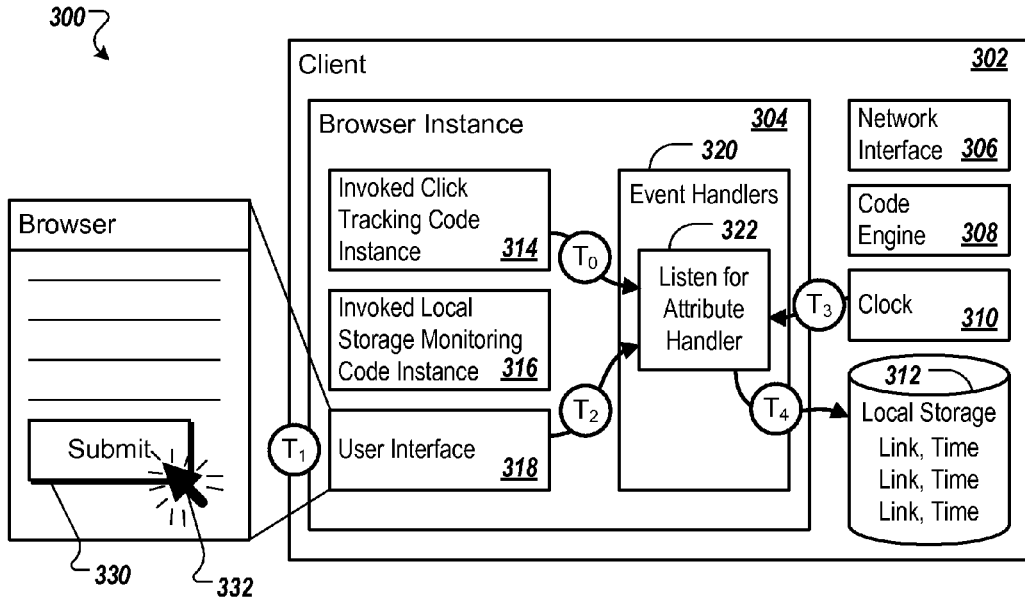 300
Client
302
Browser Instance
304
Network
Interface 306
Code
Engine 308
Clock 310
312
Local Storage
Link, Time
Link, Time
Link, Time
Invoked Click
Tracking Code
Instance 314
Invoked Local
Storage Monitoring
Code Instance 316
User Interface
318
320
Event Handlers
322
Listen for
Attribute
Handler
T0
T1
T2
T3
T4
Browser
Submit
330
332